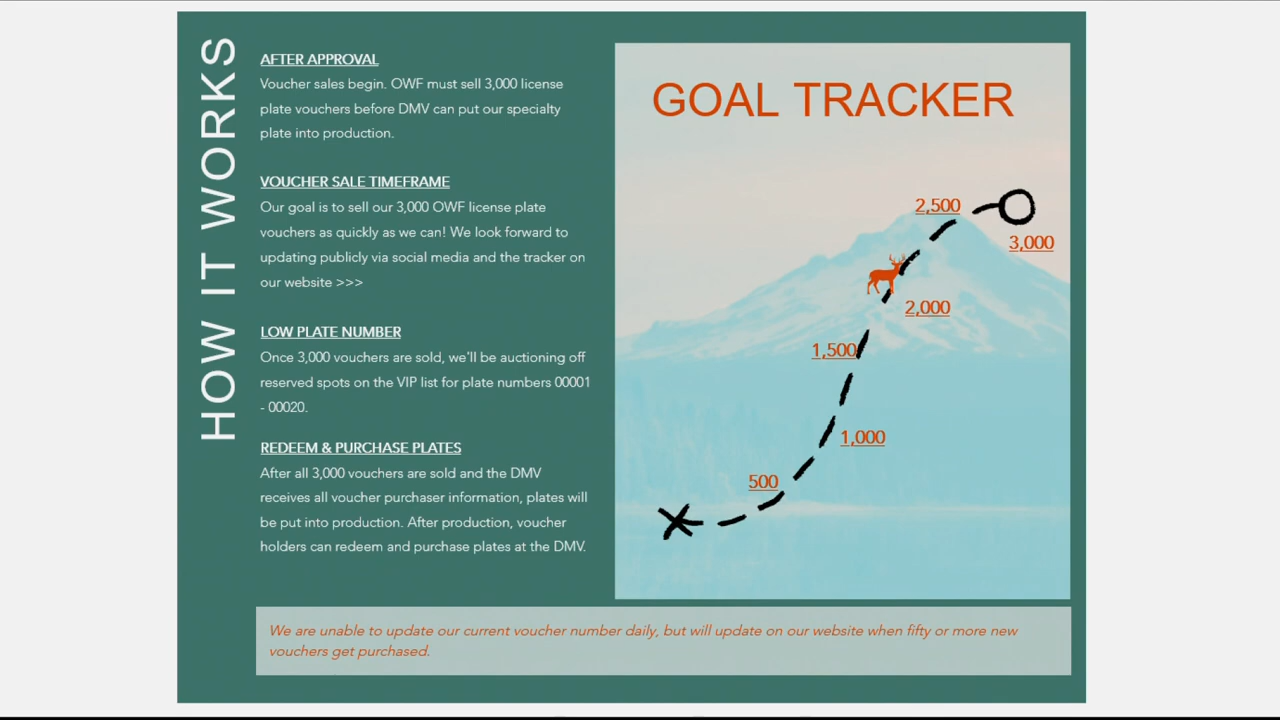 HOW IT WORKS
AFTER APPROVAL
Voucher sales begin. OWF must sell 3,000 license
plate vouchers before DMV can put our specialty
plate into production.
VOUCHER SALE TIMEFRAME
Our goal is to sell our 3,000 OWF license plate
vouchers as quickly as we can! We look forward to
updating publicly via social media and the tracker on
our website >>>
LOW PLATE NUMBER
Once 3,000 vouchers are sold, we'll be auctioning off
reserved spots on the VIP list for plate numbers 00001
- 00020.
REDEEM & PURCHASE PLATES
After all 3,000 vouchers are sold and the DMV
receives all voucher purchaser information, plates will
be put into production. After production, voucher
holders can redeem and purchase plates at the DMV.
GOAL TRACKER
2,500
3,000
2,000
1,500
1,000
500
We are unable to update our current voucher number daily, but will update on our website when fifty or more new
vouchers get purchased.